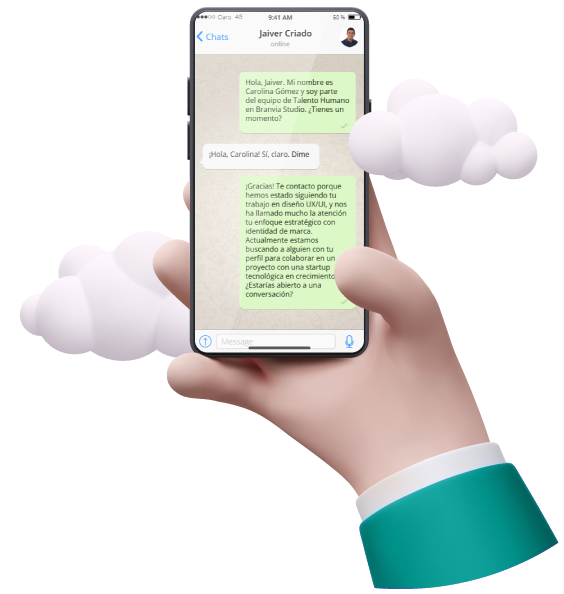 Claro 4G 9:41 AM 50 %
Chats Jaiver Criado
online
Hola, Jaiver. Mi nombre es
Carolina Gómez y soy parte
del equipo de Talento Humano
en Branvia Studio. ¿Tienes un
momento?
¡Hola, Carolina! Sí, claro. Dime
¡Gracias! Te contacto porque
hemos estado siguiendo tu
trabajo en diseño UX/UI, y nos
ha llamado mucho la atención
tu enfoque estratégico con
identidad de marca.
Actualmente estamos
buscando a alguien con tu
perfil para colaborar en un
proyecto con una startup
tecnológica en crecimiento.
¿Estarías abierto a una
conversación?
Message